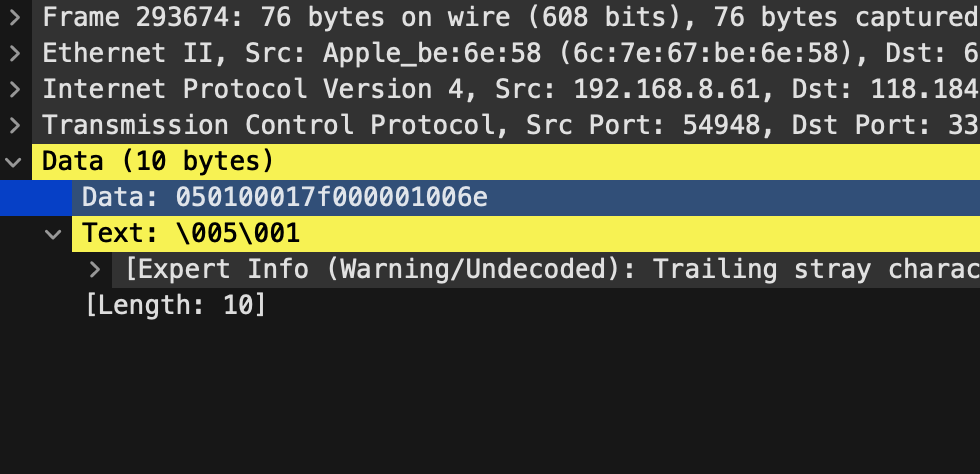 Frame 293674: 76 bytes on wire (608 bits), 76 bytes captured
Ethernet II, Src: Apple_be:6e:58 (6c:7e:67:be:6e:58), Dst: 6
Internet Protocol Version 4, Src: 192.168.8.61, Dst: 118.184
Transmission Control Protocol, Src Port: 54948, Dst Port: 33
Data (10 bytes)
Data: 050100017f000001006e
Text: \005\001
[Expert Info (Warning/Undecoded): Trailing stray charac
[Length: 10]